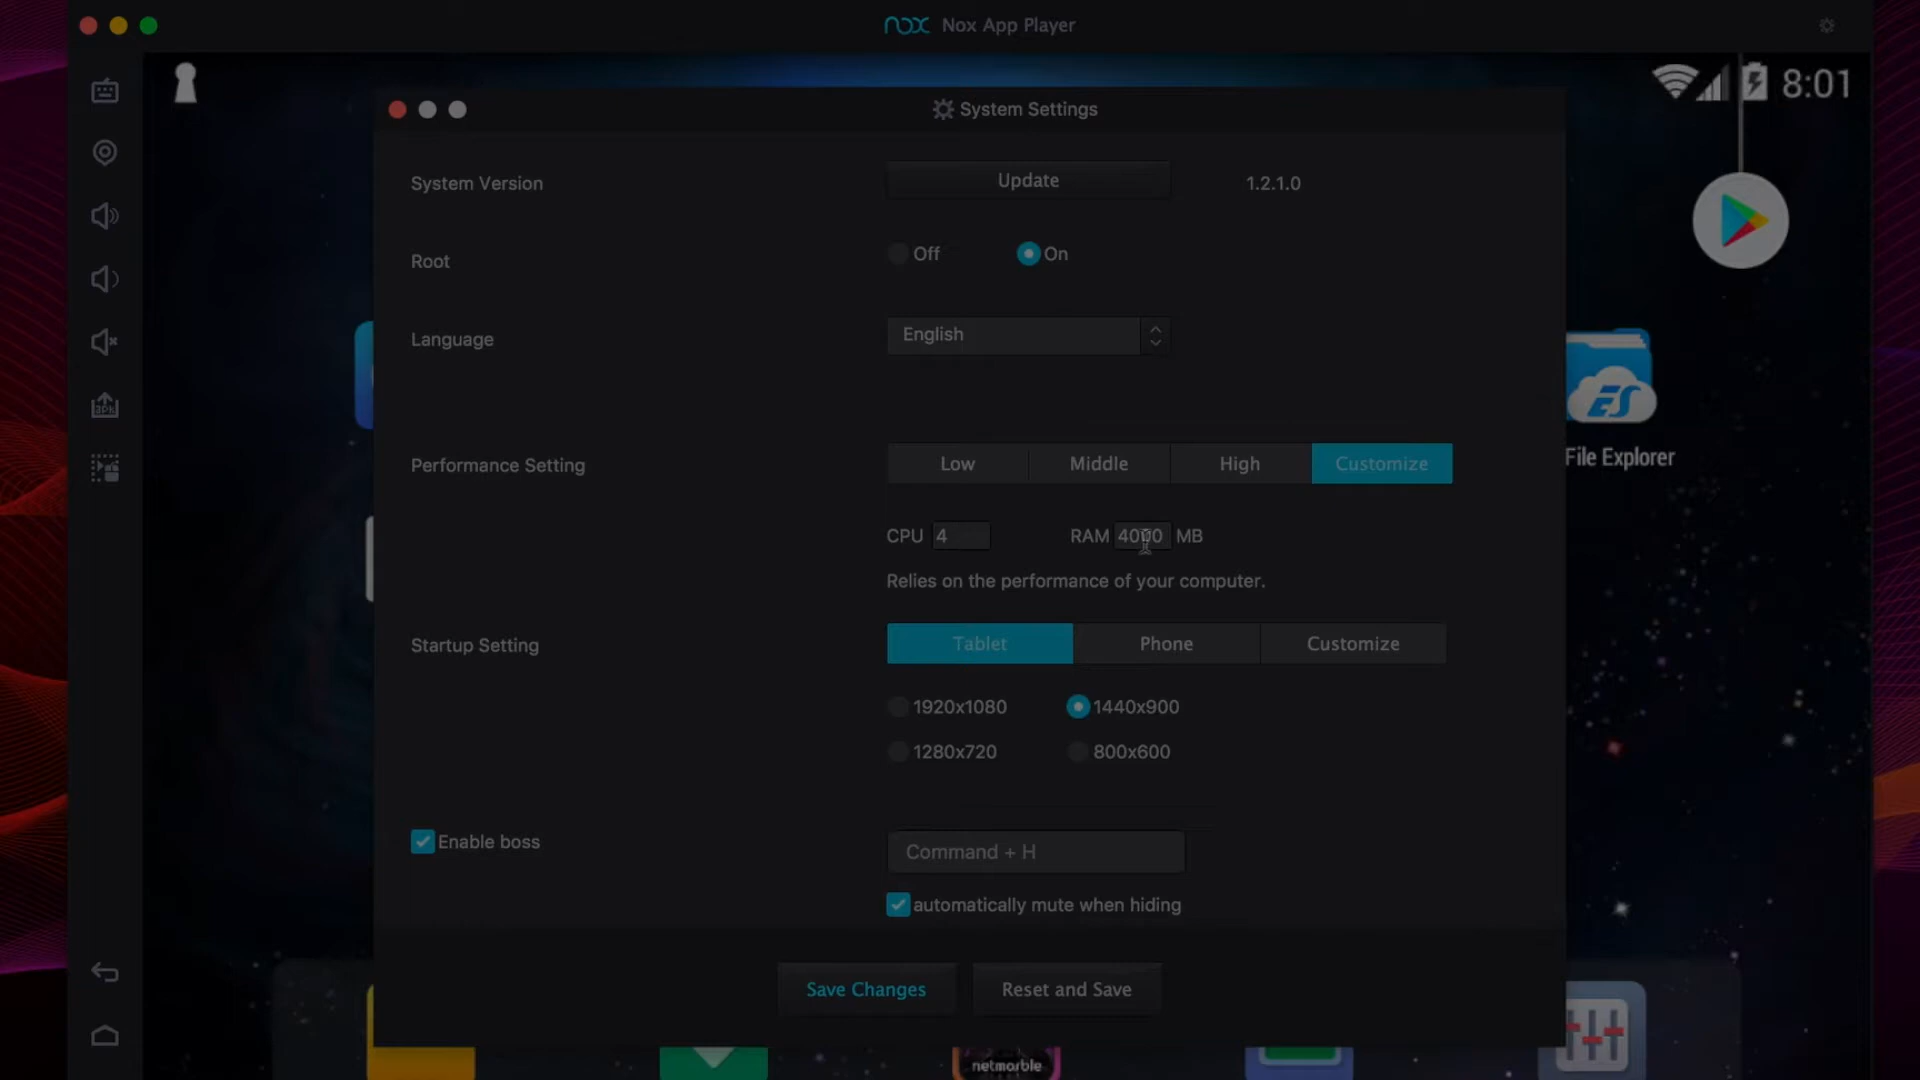 nox Nox App Player
8:01
System Settings
System Version Update 1.2.1.0
Root Off On
Language English
File Explorer
Performance Setting Low Middle High Customize
CPU 4 RAM MB
Relies on the performance of your computer.
Startup Setting Tablet Phone Customize
1920x1080 1440x900
1280x720 800x600
Enable boss Command + H
automatically mute when hiding
Save Changes Reset and Save
netmarble